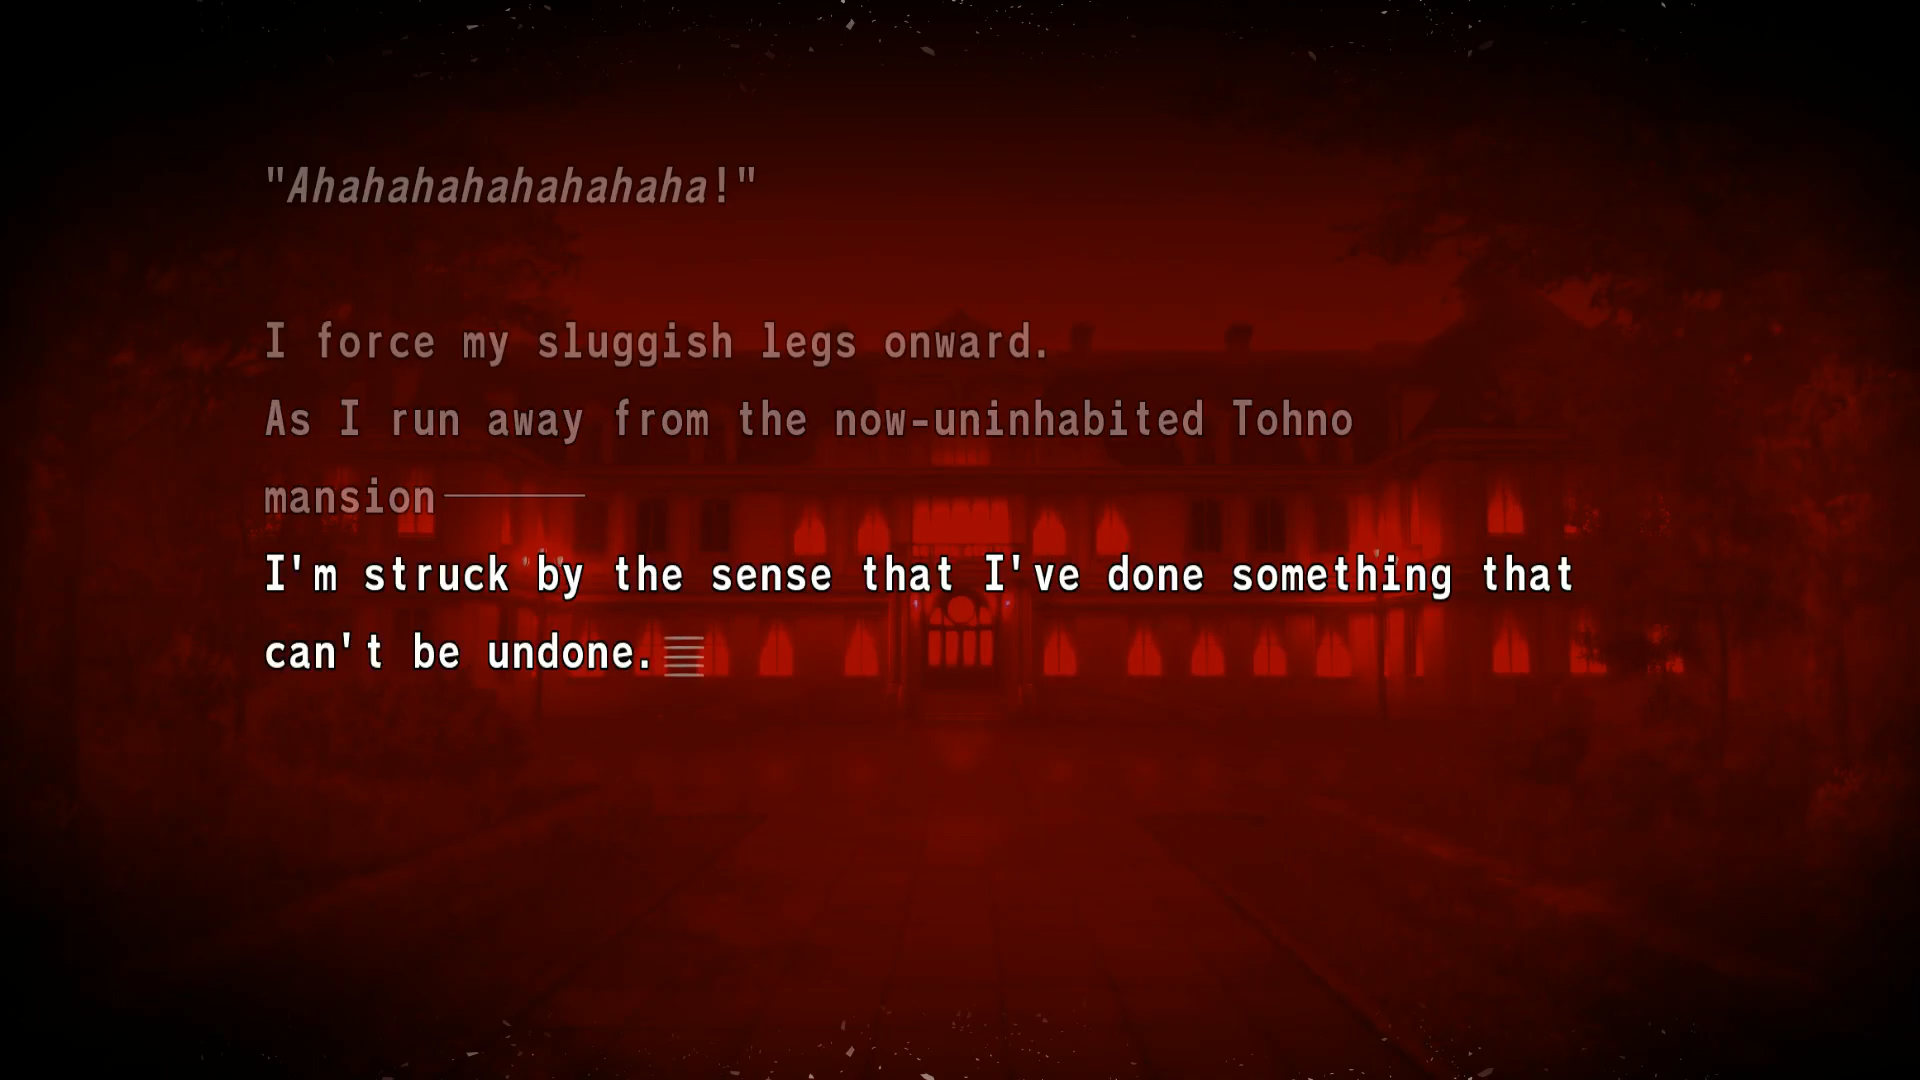 "Ahahahahahahahaha!"
I force my sluggish legs onward.
As I run away from the now-uninhabited Tohno
mansion———
I'm struck by the sense that I've done something that
can't be undone.